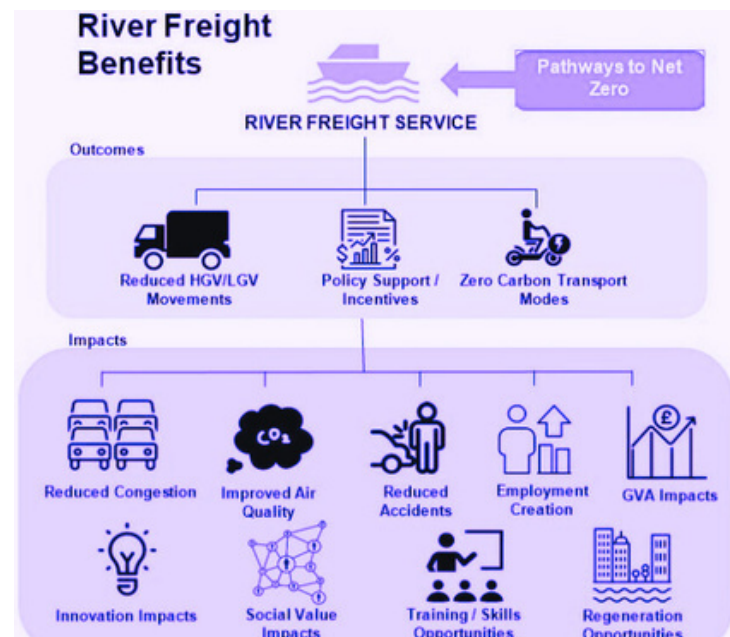 River Freight
Benefits
Pathways to Net
Zero
RIVER FREIGHT SERVICE
Outcomes
Reduced HGV/LGV
Movements
Policy Support /
Incentives
Zero Carbon Transport
Modes
$
%
Impacts
CO2
£
Reduced Congestion
Improved Air
Quality
Reduced
Accidents
Employment
Creation
GVA Impacts
Innovation Impacts
Social Value
Impacts
Training / Skills
Opportunities
Regeneration
Opportunities